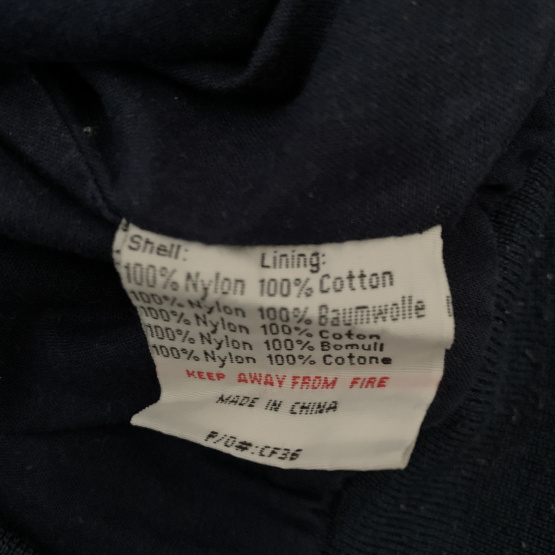 Shell: Lining:
100% Nylon 100% Cotton
100% Nylon 100% Baumwolle
100% Nylon 100% Coton
100% Nylon 100% Bomull
100% Nylon 100% Cotone
KEEP AWAY FROM FIRE
MADE IN CHINA
P/O#:CF36